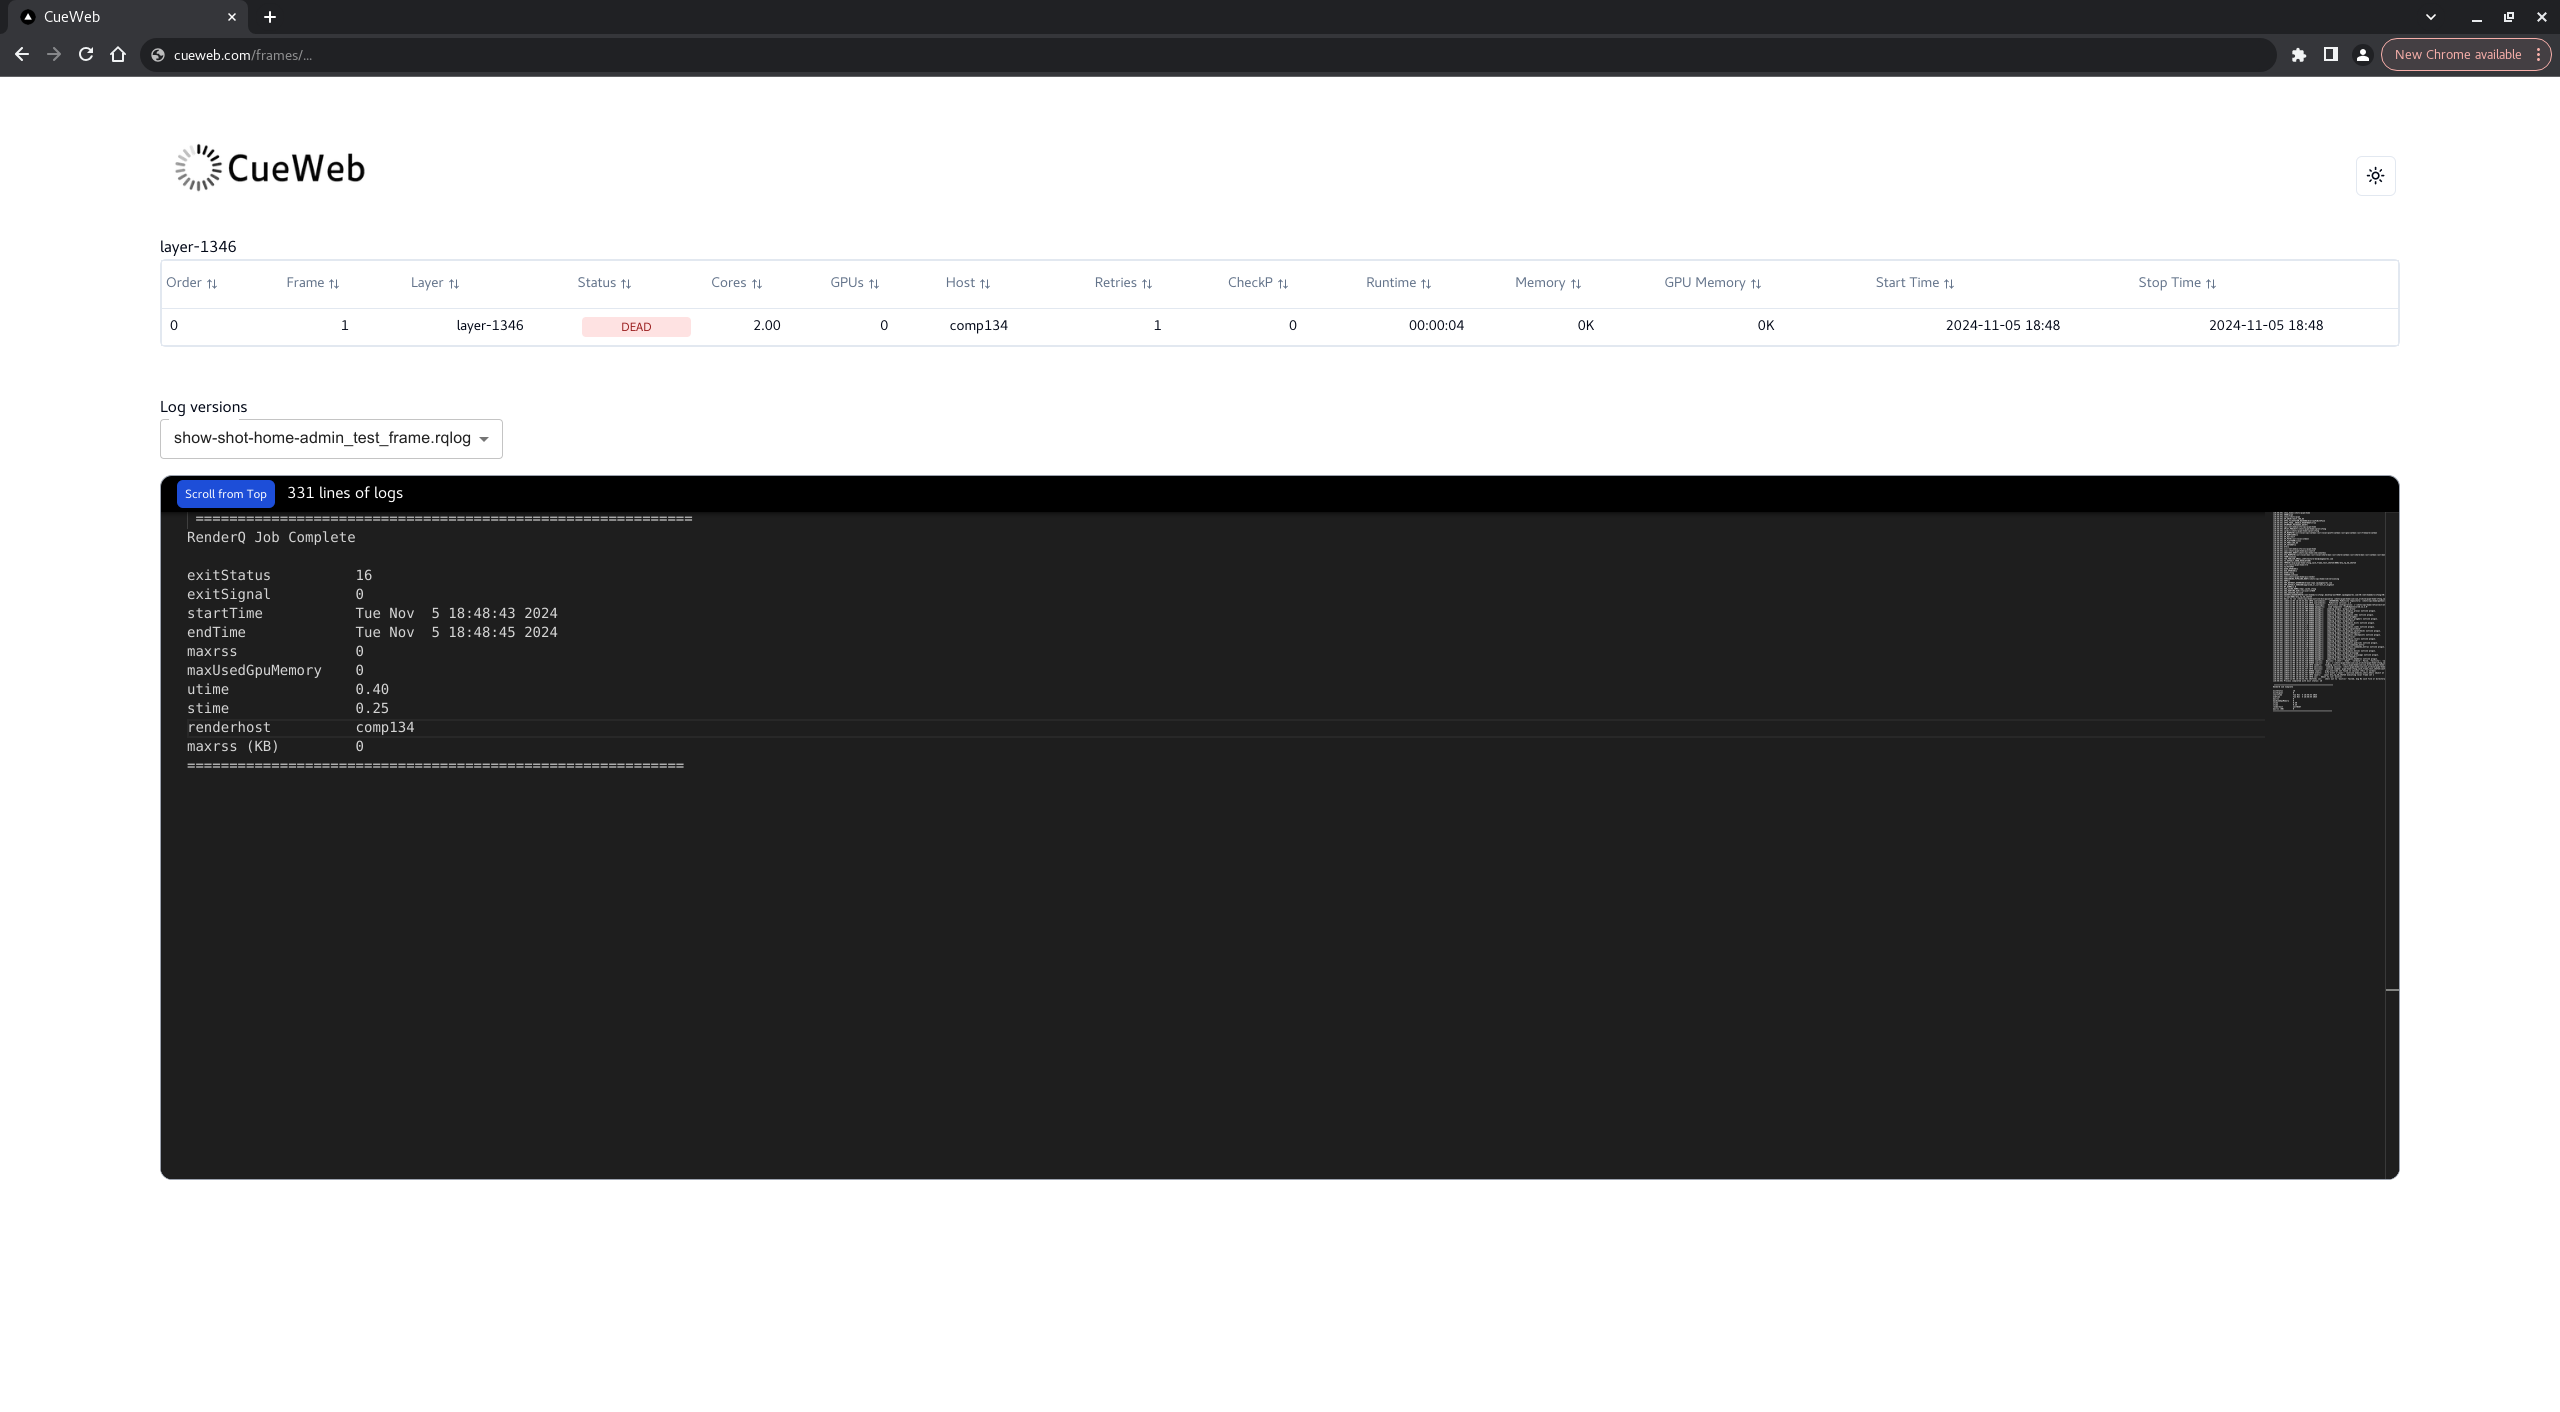 CueWeb
cueweb.com/frames/...
New Chrome available
CueWeb
layer-1346
Order Frame Layer Status Cores GPUs Host Retries CheckP Runtime Memory GPU Memory Start Time Stop Time
0 1 layer-1346 DEAD 2.00 0 comp134 1 0 00:00:04 0K 0K 2024-11-05 18:48 2024-11-05 18:48
Log versions
show-shot-home-admin_test_frame.rqlog
Scroll from Top 331 lines of logs
==============================================================
RenderQ Job Complete
exitStatus 16
exitSignal 0
startTime Tue Nov  5 18:48:43 2024
endTime Tue Nov  5 18:48:45 2024
maxrss 0
maxUsedGpuMemory 0
utime 0.40
stime 0.25
renderhost comp134
maxrss (KB) 0
===========================================================